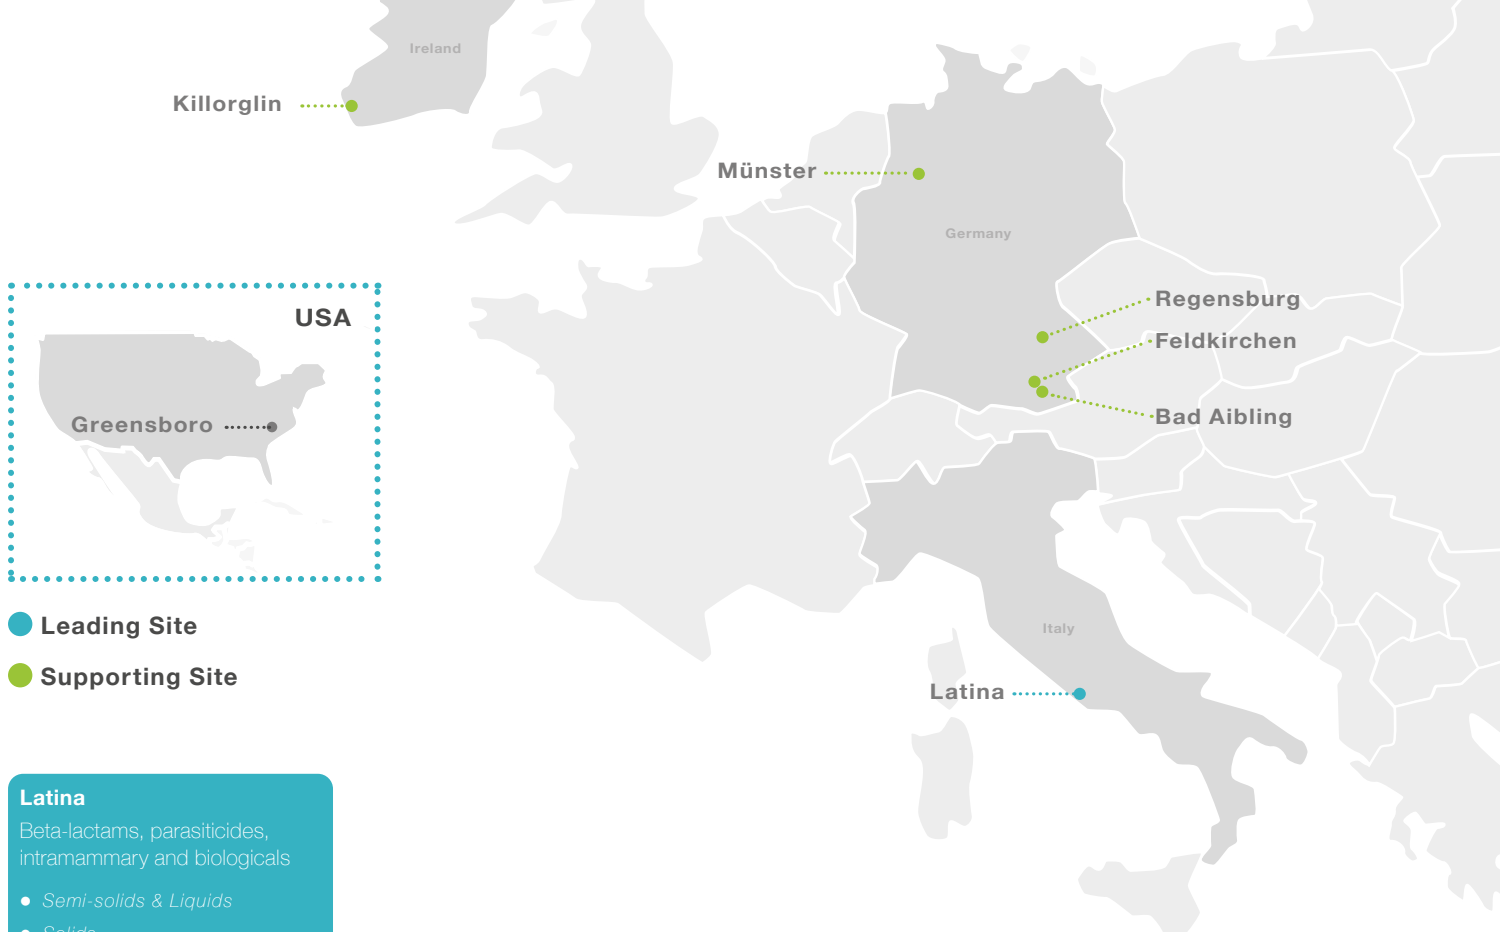 Ireland
Killorglin
Münster
Germany
Regensburg
Feldkirchen
Bad Aibling
USA
Greensboro
Leading Site
Supporting Site
Italy
Latina
Latina
Beta-lactams, parasiticides,
intramammary and biologicals
Semi-solids & Liquids
Solids